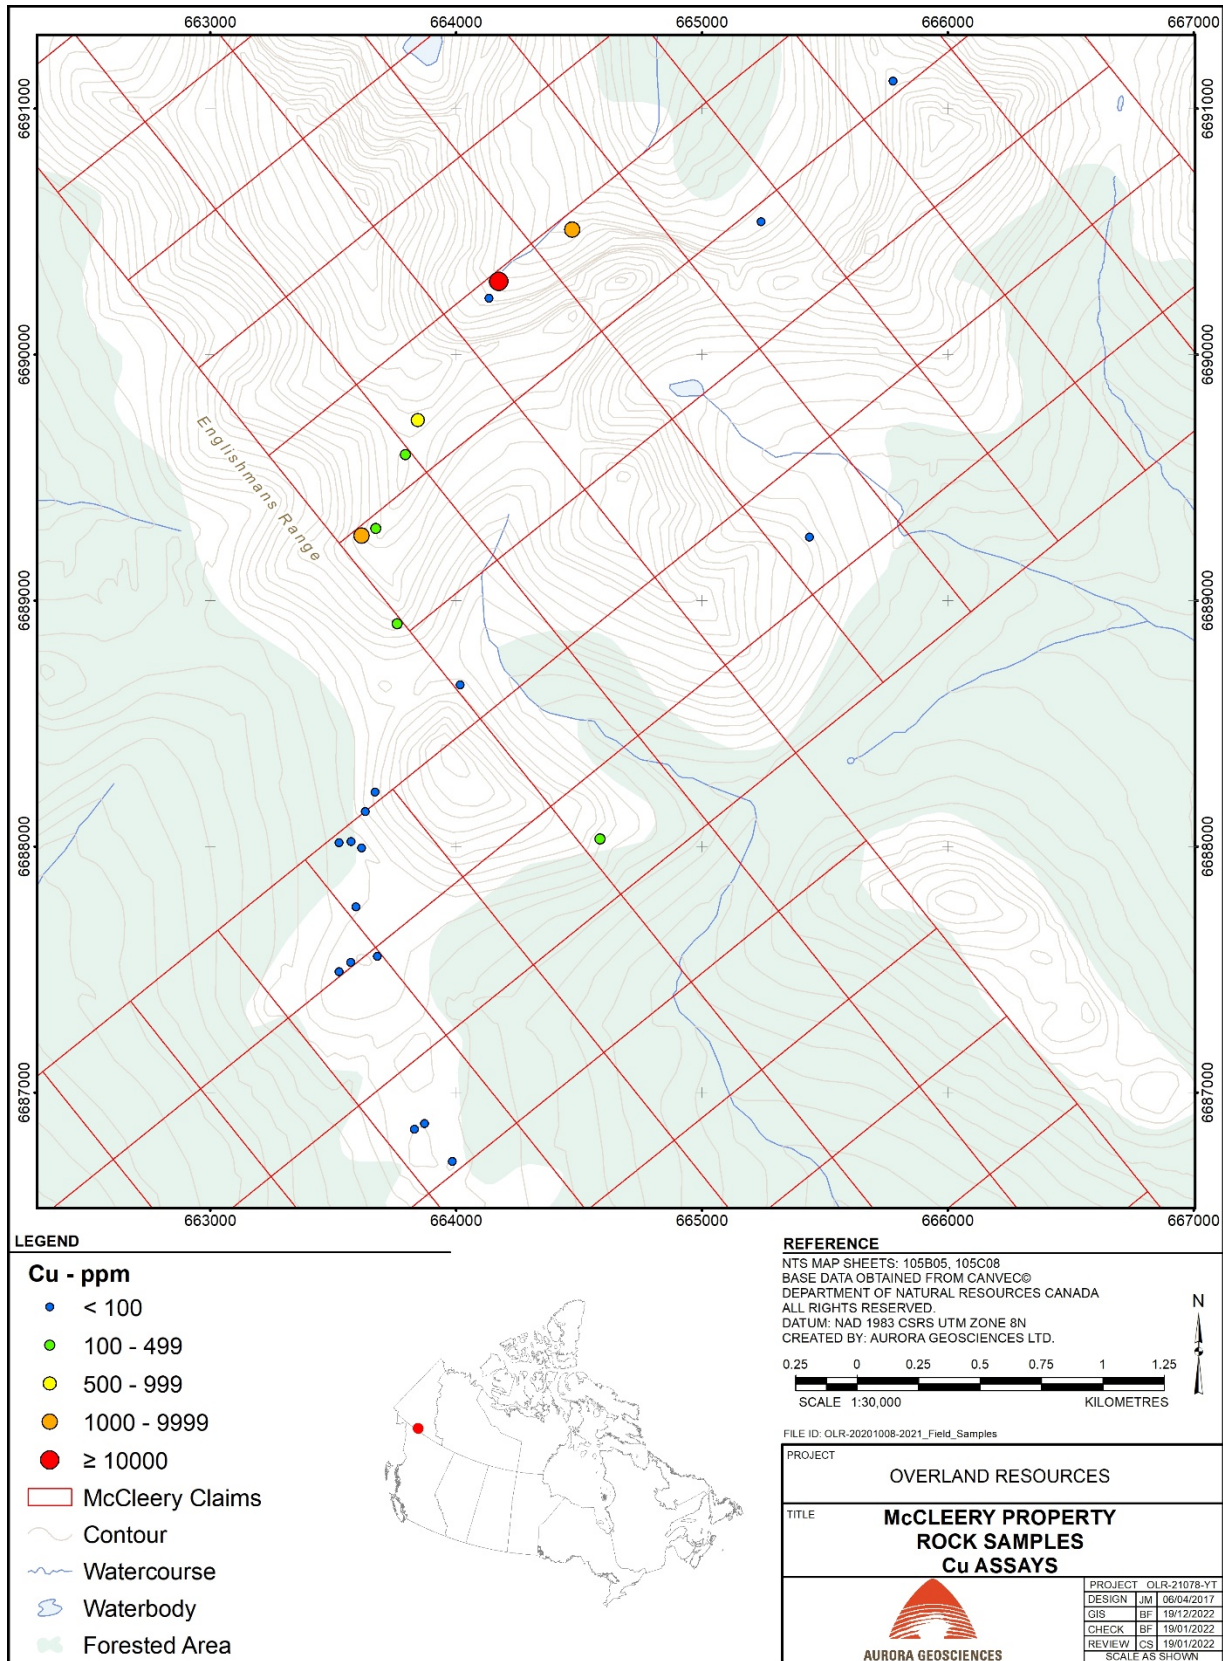 663000 664000 665000 666000 667000
6691000 6691000
6690000 6690000
Englishmans Range
6689000 6689000
6688000 6688000
6687000 6687000
663000 664000 665000 666000 667000
LEGEND
Cu - ppm
< 100
100 - 499
500 - 999
1000 - 9999
≥ 10000
McCleery Claims
Contour
Watercourse
Waterbody
Forested Area
REFERENCE
NTS MAP SHEETS: 105B05, 105C08
BASE DATA OBTAINED FROM CANVEC©
DEPARTMENT OF NATURAL RESOURCES CANADA
ALL RIGHTS RESERVED.
DATUM: NAD 1983 CSRS UTM ZONE 8N
CREATED BY: AURORA GEOSCIENCES LTD.
N
0.25 0 0.25 0.5 0.75 1 1.25
SCALE 1:30,000 KILOMETRES
FILE ID: OLR-20201008-2021_Field_Samples
PROJECT
OVERLAND RESOURCES
TITLE
McCLEERY PROPERTY
ROCK SAMPLES
Cu ASSAYS
AURORA GEOSCIENCES
PROJECT OLR-21078-YT
DESIGN JM 06/04/2017
GIS BF 19/12/2022
CHECK BF 19/01/2022
REVIEW CS 19/01/2022
SCALE AS SHOWN